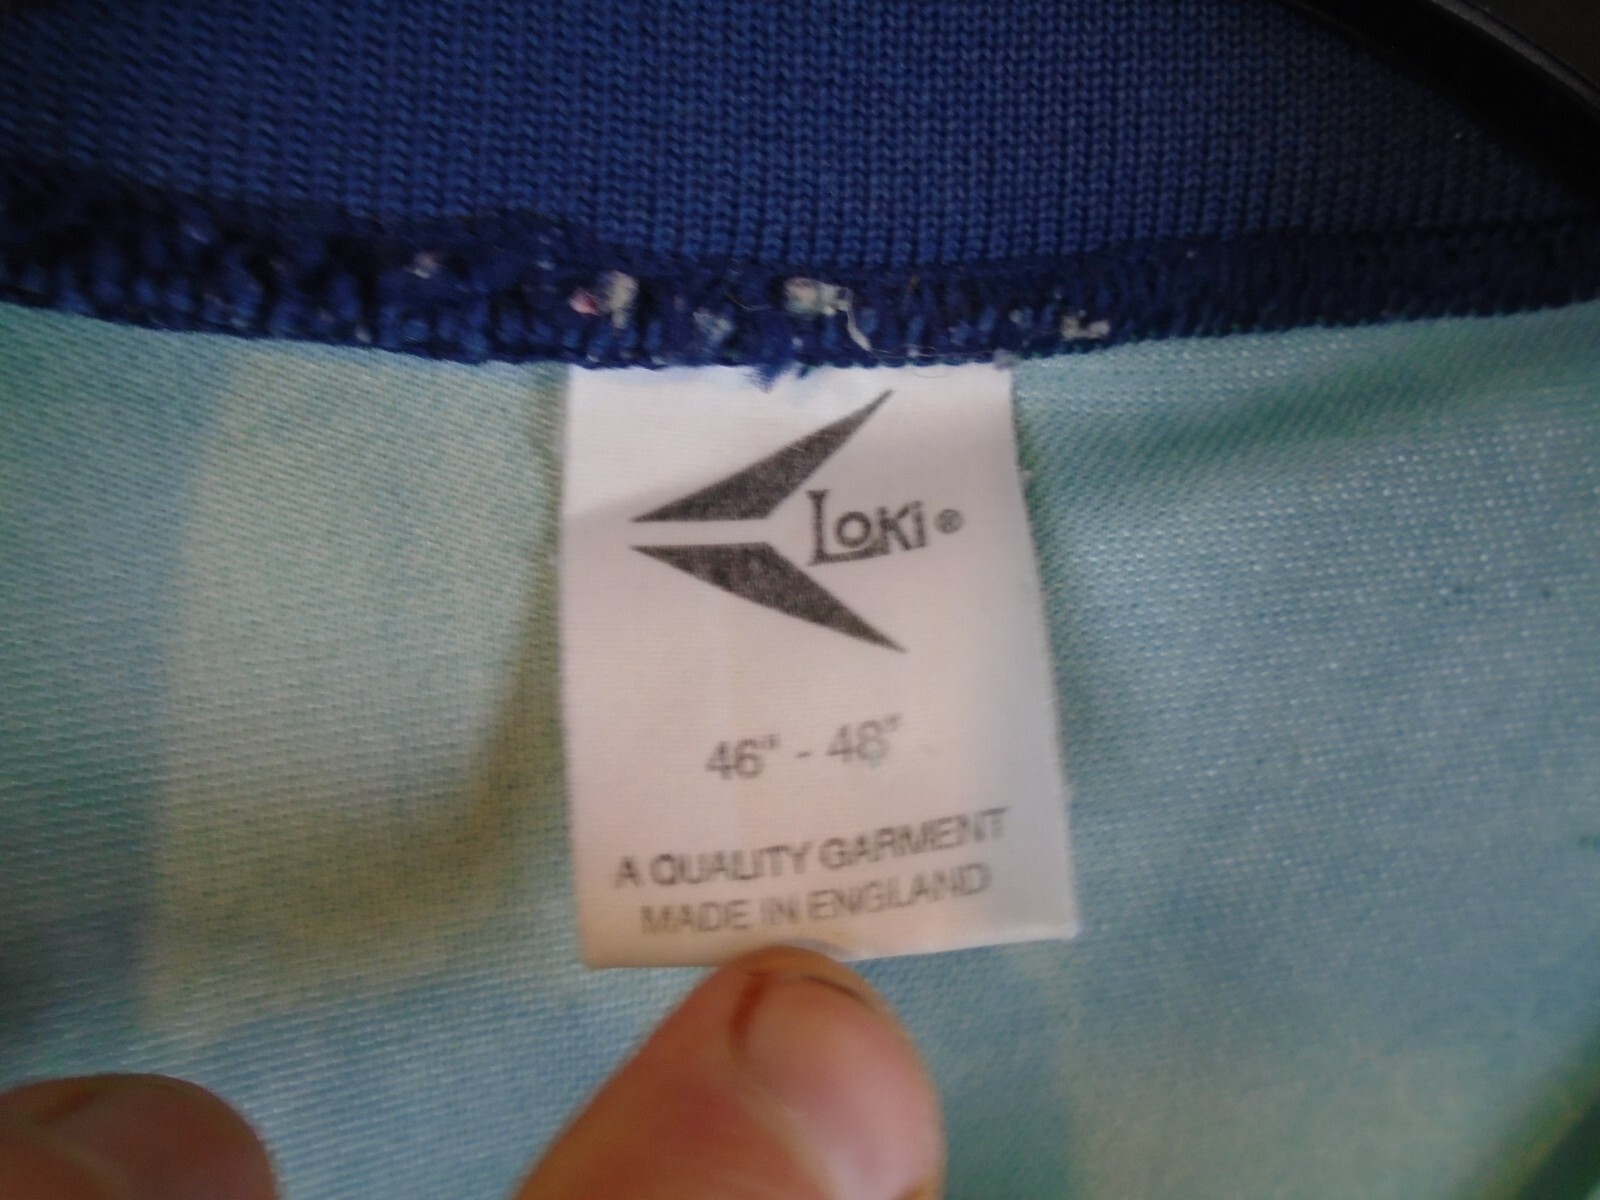 LOKi ®
46" - 48"
A QUALITY GARMENT
MADE IN ENGLAND